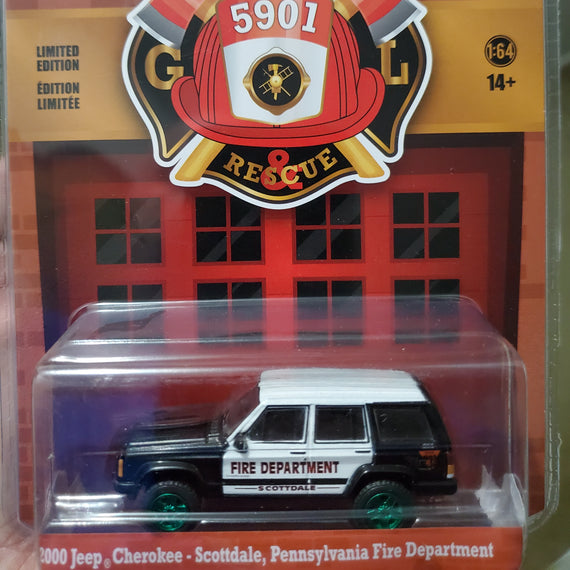 5901
LIMITED
EDITION
ÉDITION
LIMITÉE
1:64
14+
G L
& RESCUE
FIRE DEPARTMENT
SCOTTDALE
2000 Jeep® Cherokee - Scottdale, Pennsylvania Fire Department